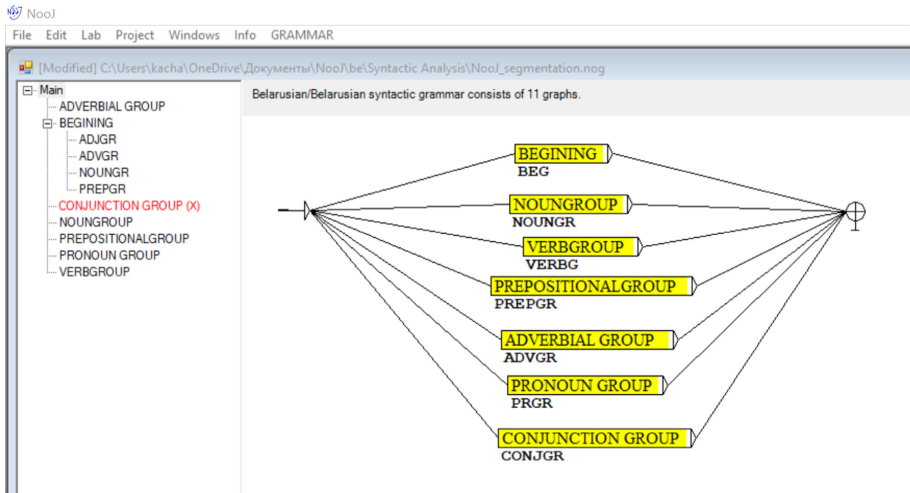 NooJ
File Edit Lab Project Windows Info GRAMMAR
[Modified] C:\Users\kacha\OneDrive\Документы\NooJ\be\Syntactic Analysis\NooJ_segmentation.nog
Main
ADVERBIAL GROUP
BEGINING
ADJGR
ADVGR
NOUNGR
PREPGR
CONJUNCTION GROUP (X)
NOUNGROUP
PREPOSITIONALGROUP
PRONOUN GROUP
VERBGROUP
Belarusian/Belarusian syntactic grammar consists of 11 graphs.
BEGINING
BEG
NOUNGROUP
NOUNGR
VERBGROUP
VERBG
PREPOSITIONALGROUP
PREPGR
ADVERBIAL GROUP
ADVGR
PRONOUN GROUP
PRGR
CONJUNCTION GROUP
CONJGR